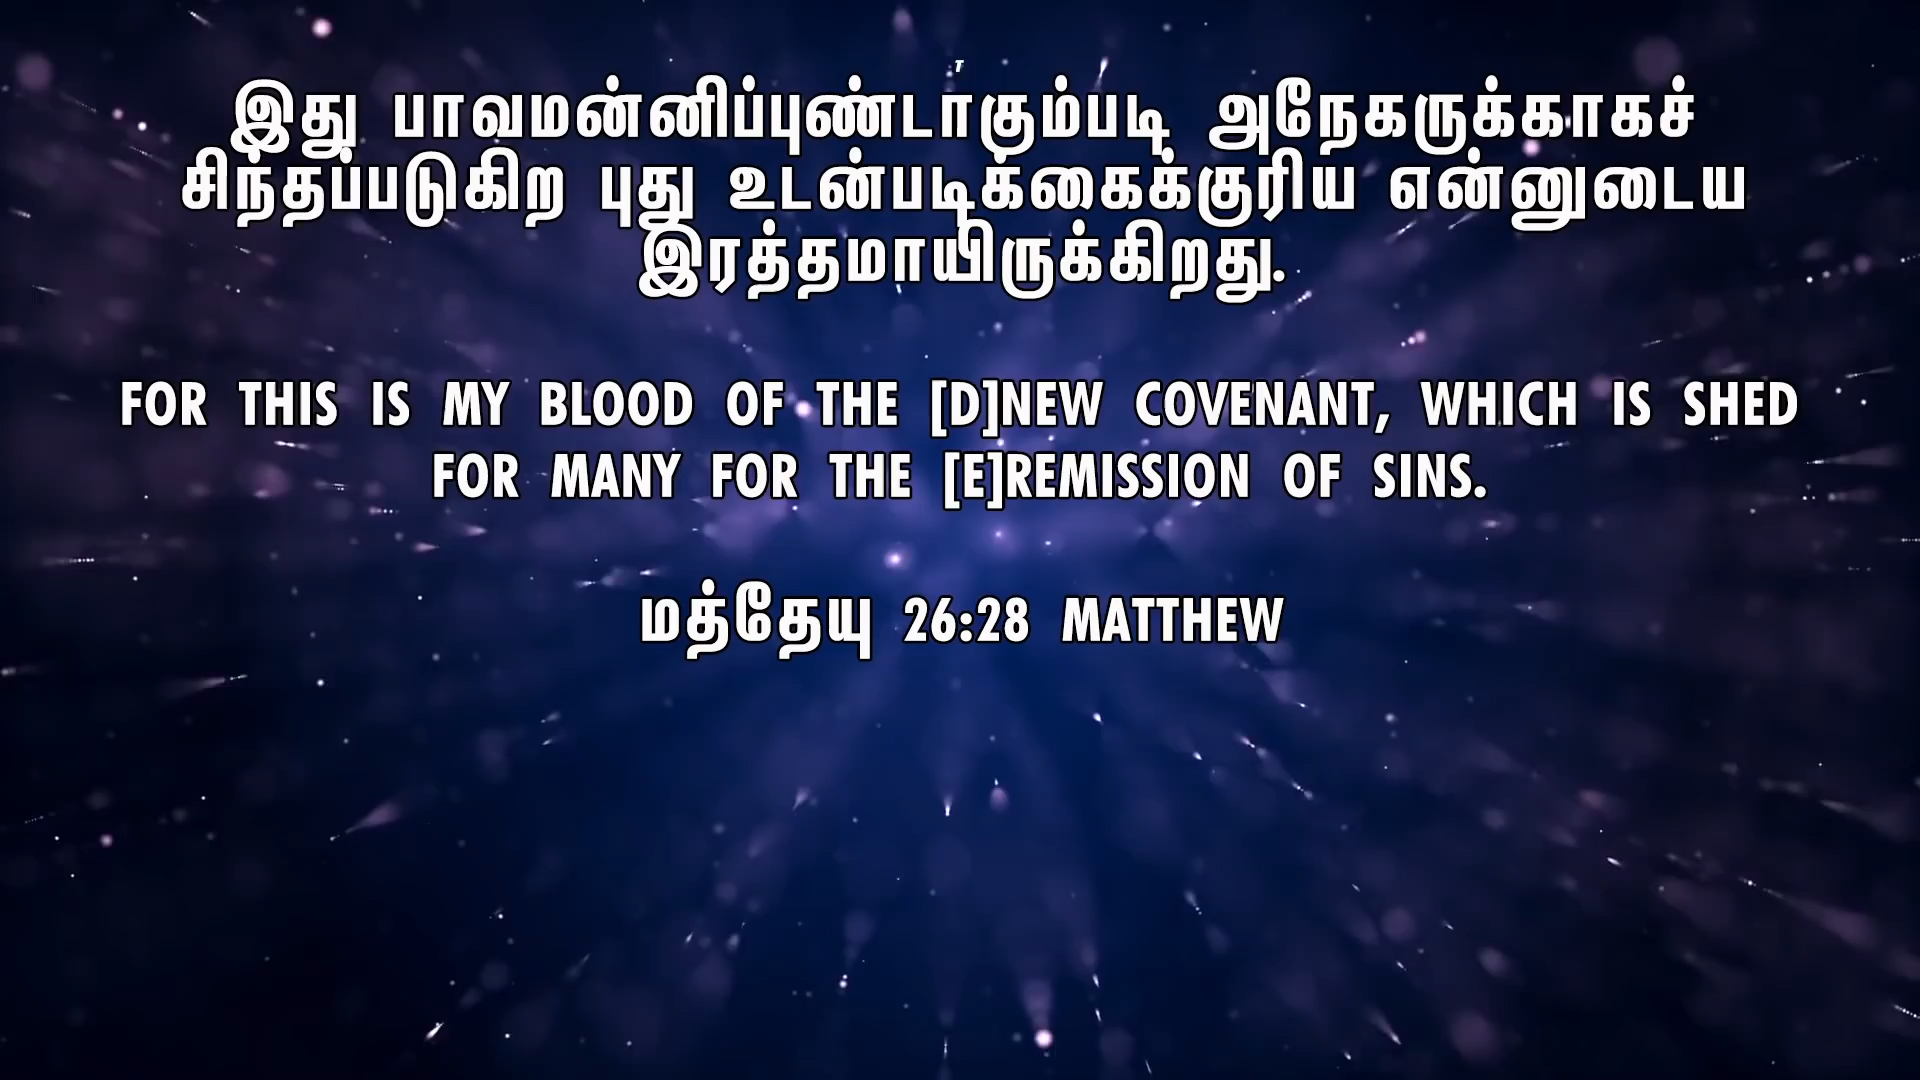 இது பாவமன்னிப்புண்டாகும்படி அநேகருக்காகச்
சிந்தப்படுகிற புது உடன்படிக்கைக்குரிய என்னுடைய
இரத்தமாயிருக்கிறது.
FOR THIS IS MY BLOOD OF THE [D]NEW COVENANT, WHICH IS SHED
FOR MANY FOR THE [E]REMISSION OF SINS.
மத்தேயு 26:28 MATTHEW